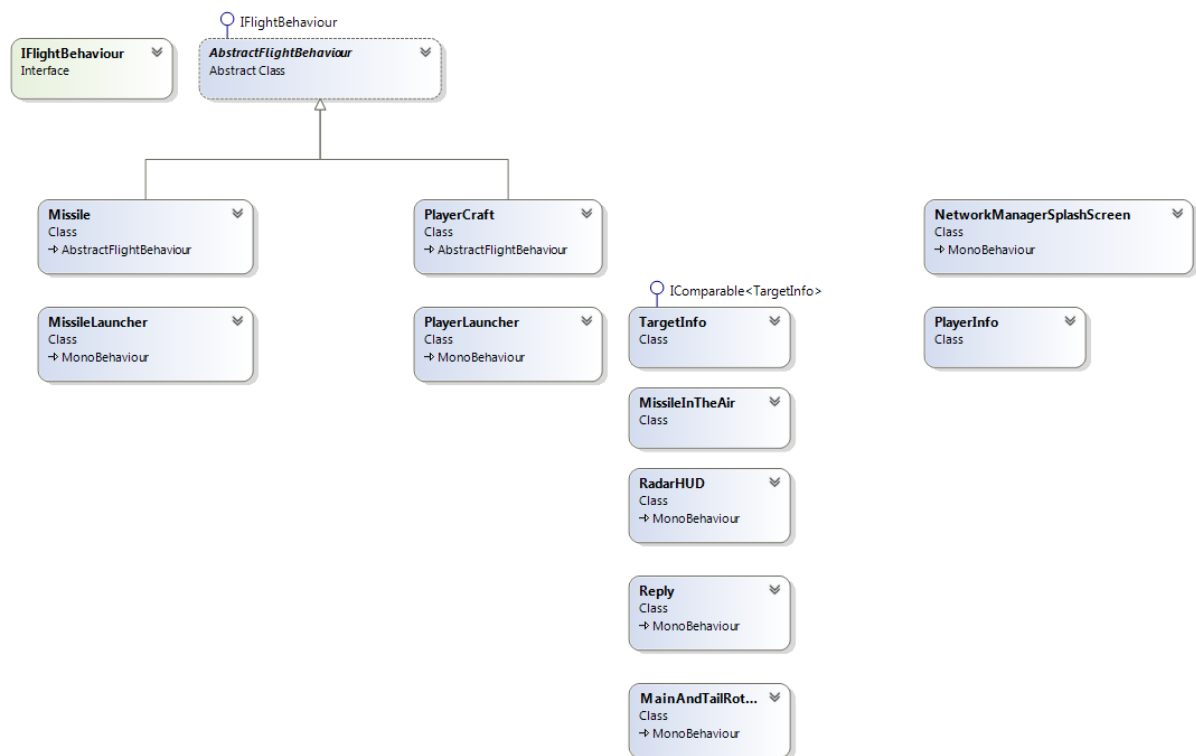 IFlightBehaviour
IFlightBehaviour
Interface
AbstractFlightBehaviour
Abstract Class
Missile
Class
AbstractFlightBehaviour
PlayerCraft
Class
AbstractFlightBehaviour
NetworkManagerSplashScreen
Class
MonoBehaviour
MissileLauncher
Class
MonoBehaviour
PlayerLauncher
Class
MonoBehaviour
IComparable<TargetInfo>
TargetInfo
Class
PlayerInfo
Class
MissileInTheAir
Class
RadarHUD
Class
MonoBehaviour
Reply
Class
MonoBehaviour
MainAndTailRot...
Class
MonoBehaviour